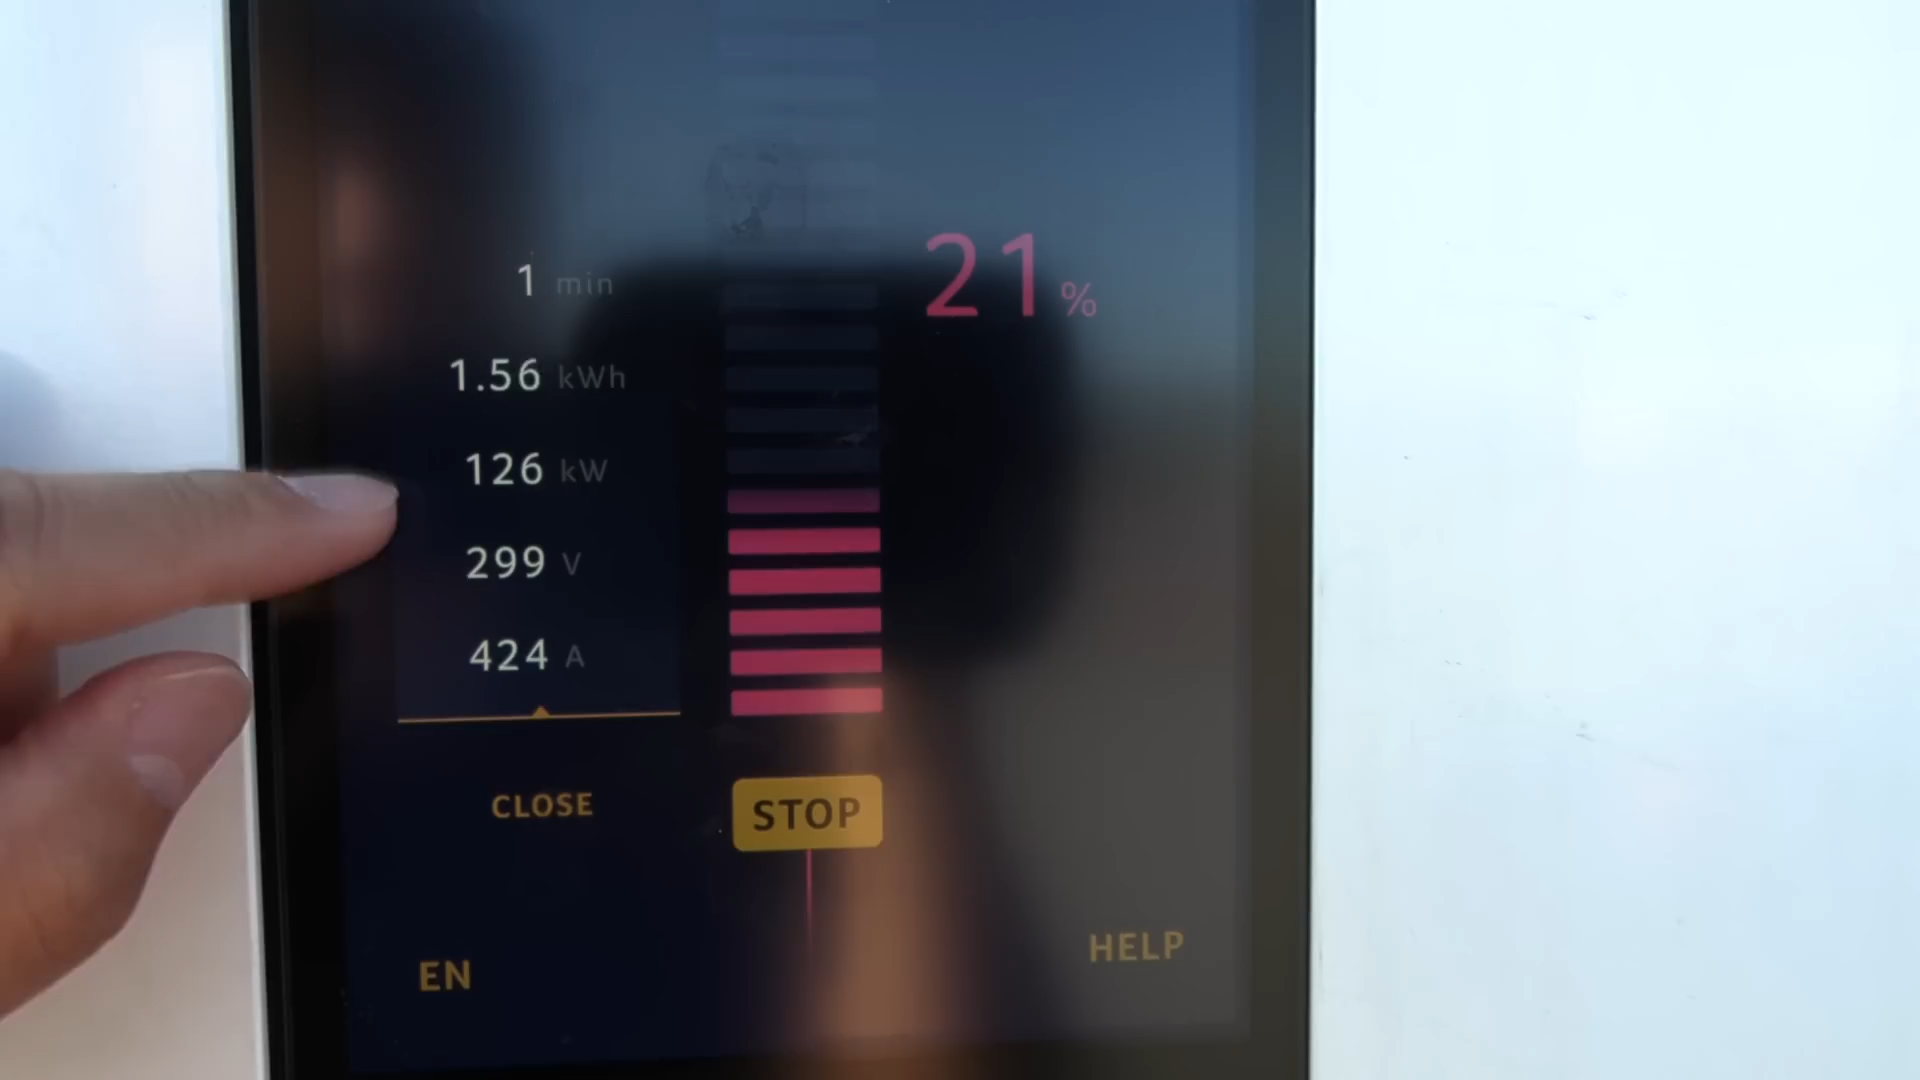 1 min
21%
1.56 kWh
126 kW
299 V
424 A
CLOSE
STOP
EN
HELP